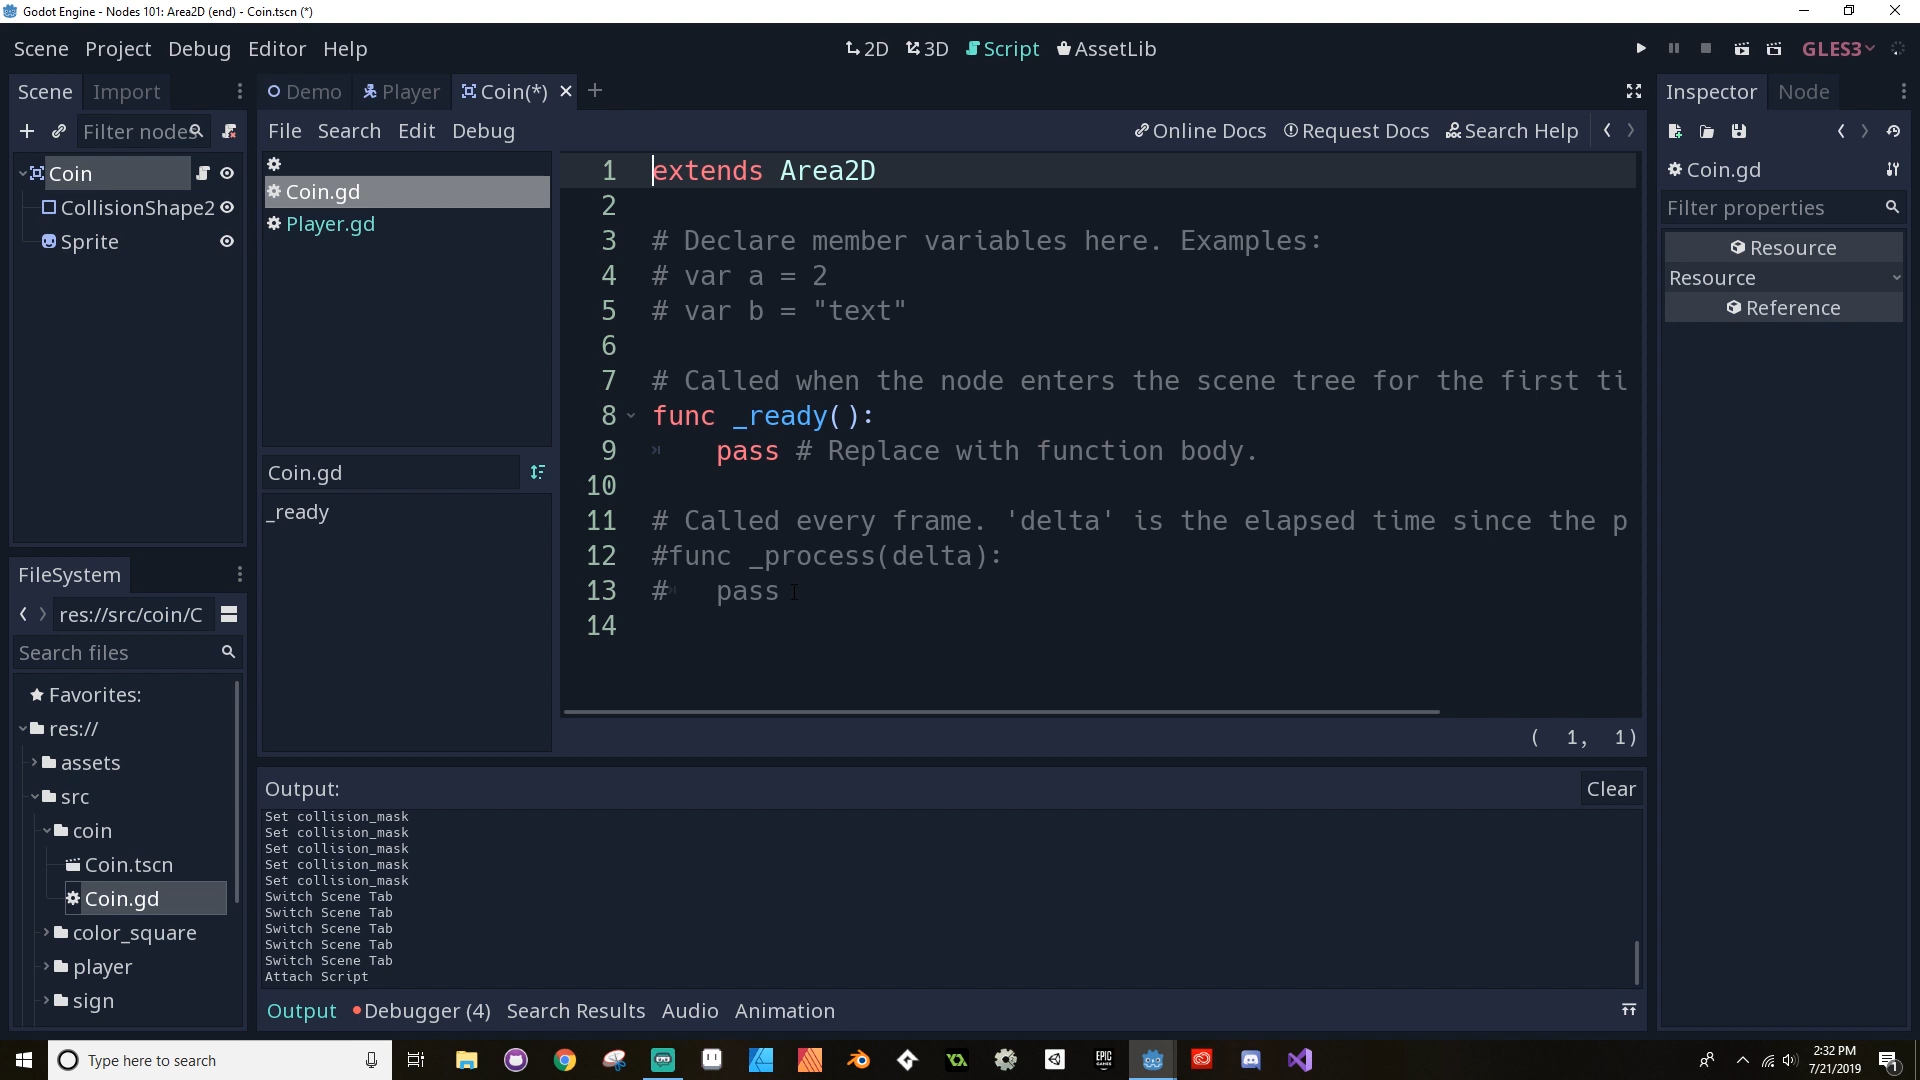 Godot Engine - Nodes 101: Area2D (end) - Coin.tscn (*)
Scene Project Debug Editor Help
2D 3D Script AssetLib
GLES3
Scene Import
Demo Player Coin(*)
Inspector Node
Filter nodes
File Search Edit Debug
Online Docs Request Docs Search Help
Coin
CollisionShape2
Sprite
Coin.gd
Player.gd
Coin.gd
_ready
1 extends Area2D
2
3 # Declare member variables here. Examples:
4 # var a = 2
5 # var b = "text"
6
7 # Called when the node enters the scene tree for the first ti
8 func _ready():
9 pass # Replace with function body.
10
11 # Called every frame. 'delta' is the elapsed time since the p
12 #func _process(delta):
13 # pass
14
( 1, 1)
Coin.gd
Filter properties
Resource
Resource
Reference
FileSystem
res://src/coin/C
Search files
Favorites:
res://
assets
src
coin
Coin.tscn
Coin.gd
color_square
player
sign
Output:
Clear
Set collision_mask
Set collision_mask
Set collision_mask
Set collision_mask
Set collision_mask
Switch Scene Tab
Switch Scene Tab
Switch Scene Tab
Switch Scene Tab
Switch Scene Tab
Attach Script
Output Debugger (4) Search Results Audio Animation
Type here to search
EPIC GAMES
2:32 PM
7/21/2019
1